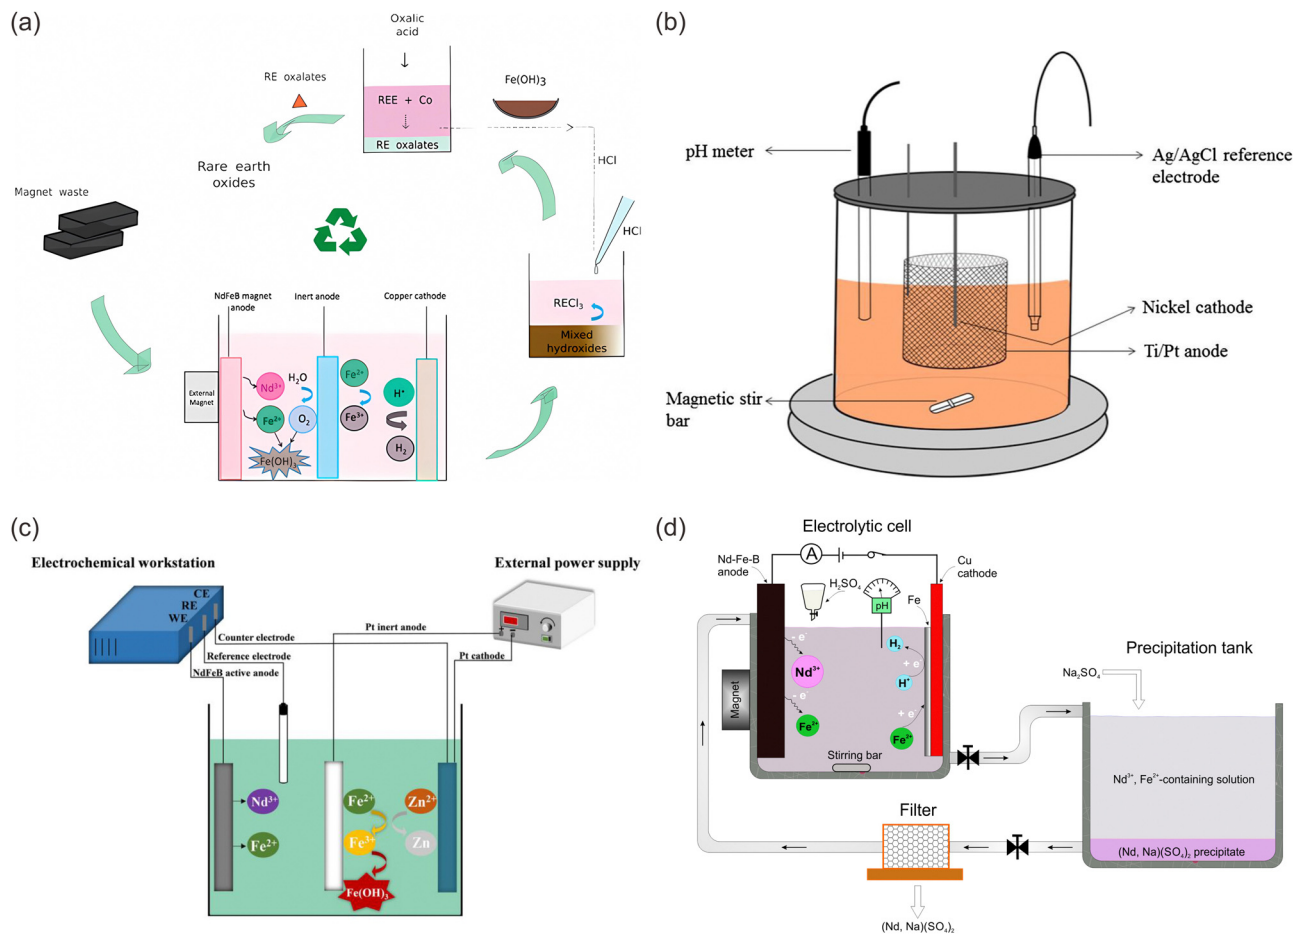 (a)
Oxalic
acid
RE oxalates
REE + Co
RE oxalates
Fe(OH)3
HCl
HCl
Rare earth
oxides
Magnet waste
RECl3
Mixed
hydroxides
NdFeB magnet
anode
Inert anode
Copper cathode
External
Magnet
Nd3+
H2O
Fe2+
H+
Fe2+
O2
Fe3+
Fe(OH)3
H2
(b)
pH meter
Ag/AgCl reference
electrode
Nickel cathode
Ti/Pt anode
Magnetic stir
bar
(c)
Electrochemical workstation
External power supply
CE
RE
WE
Counter electrode
Reference electrode
NdFeB active anode
Pt inert anode
Pt cathode
Nd3+
Fe2+
Zn2+
Fe2+
Fe3+
Zn
Fe(OH)3
(d)
Electrolytic cell
Nd-Fe-B
anode
A
Cu
cathode
H2SO4
pH
Fe
- e-
H2
Nd3+
+ e-
H+
- e-
Fe2+
+ e-
Fe2+
Magnet
Stirring bar
Precipitation tank
Na2SO4
Nd3+, Fe2+-containing solution
(Nd, Na)(SO4)2 precipitate
Filter
(Nd, Na)(SO4)2